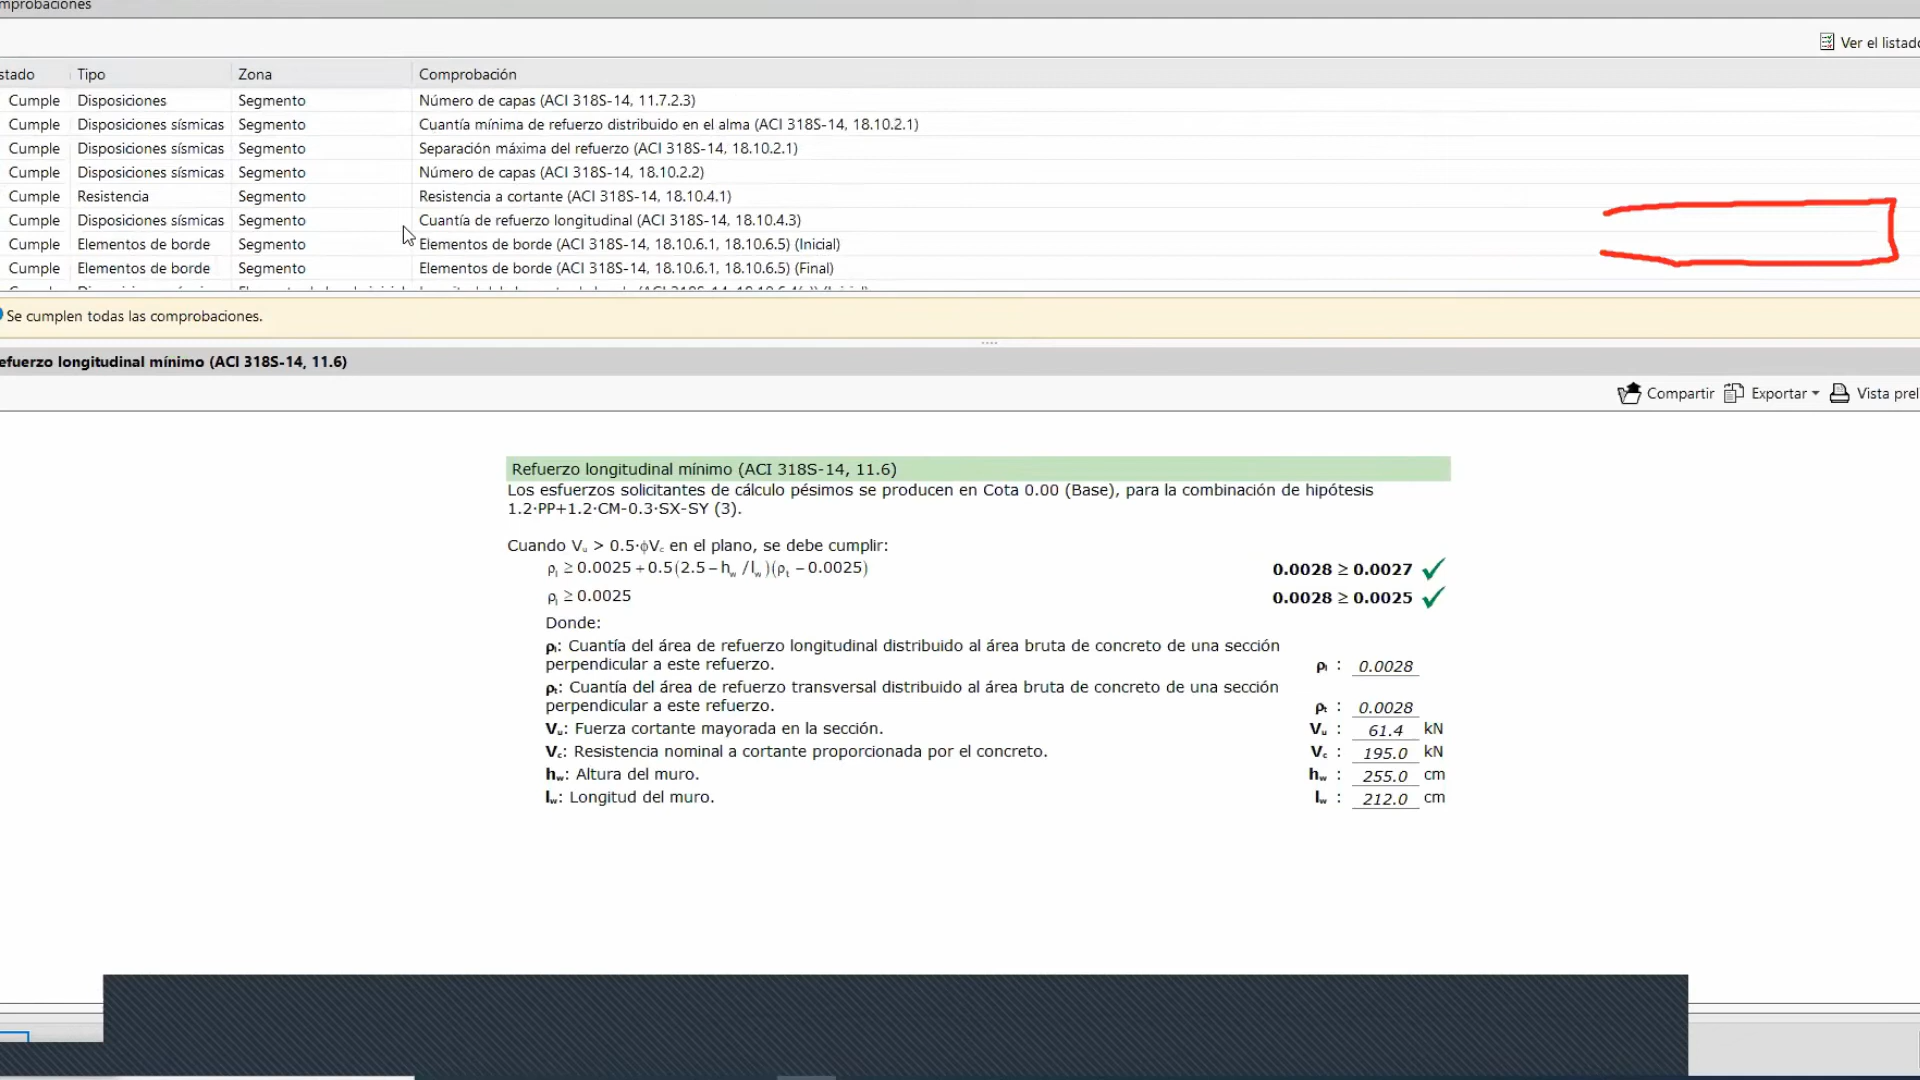 mprobaciones
Ver el listado
stado Tipo Zona Comprobación
Cumple Disposiciones Segmento Número de capas (ACI 318S-14, 11.7.2.3)
Cumple Disposiciones sísmicas Segmento Cuantía mínima de refuerzo distribuido en el alma (ACI 318S-14, 18.10.2.1)
Cumple Disposiciones sísmicas Segmento Separación máxima del refuerzo (ACI 318S-14, 18.10.2.1)
Cumple Disposiciones sísmicas Segmento Número de capas (ACI 318S-14, 18.10.2.2)
Cumple Resistencia Segmento Resistencia a cortante (ACI 318S-14, 18.10.4.1)
Cumple Disposiciones sísmicas Segmento Cuantía de refuerzo longitudinal (ACI 318S-14, 18.10.4.3)
Cumple Elementos de borde Segmento Elementos de borde (ACI 318S-14, 18.10.6.1, 18.10.6.5) (Inicial)
Cumple Elementos de borde Segmento Elementos de borde (ACI 318S-14, 18.10.6.1, 18.10.6.5) (Final)
Se cumplen todas las comprobaciones.
efuerzo longitudinal mínimo (ACI 318S-14, 11.6)
Compartir Exportar Vista prel
Refuerzo longitudinal mínimo (ACI 318S-14, 11.6)
Los esfuerzos solicitantes de cálculo pésimos se producen en Cota 0.00 (Base), para la combinación de hipótesis
1.2·PP+1.2·CM-0.3·SX-SY (3).
Cuando Vu > 0.5·ϕVc en el plano, se debe cumplir:
ρl ≥ 0.0025 + 0.5(2.5 – hw / lw)(ρt – 0.0025) 0.0028 ≥ 0.0027 ✓
ρl ≥ 0.0025 0.0028 ≥ 0.0025 ✓
Donde:
ρl: Cuantía del área de refuerzo longitudinal distribuido al área bruta de concreto de una sección
perpendicular a este refuerzo. ρl : 0.0028
ρt: Cuantía del área de refuerzo transversal distribuido al área bruta de concreto de una sección
perpendicular a este refuerzo. ρt : 0.0028
Vu: Fuerza cortante mayorada en la sección. Vu : 61.4 kN
Vc: Resistencia nominal a cortante proporcionada por el concreto. Vc : 195.0 kN
hw: Altura del muro. hw : 255.0 cm
lw: Longitud del muro. lw : 212.0 cm